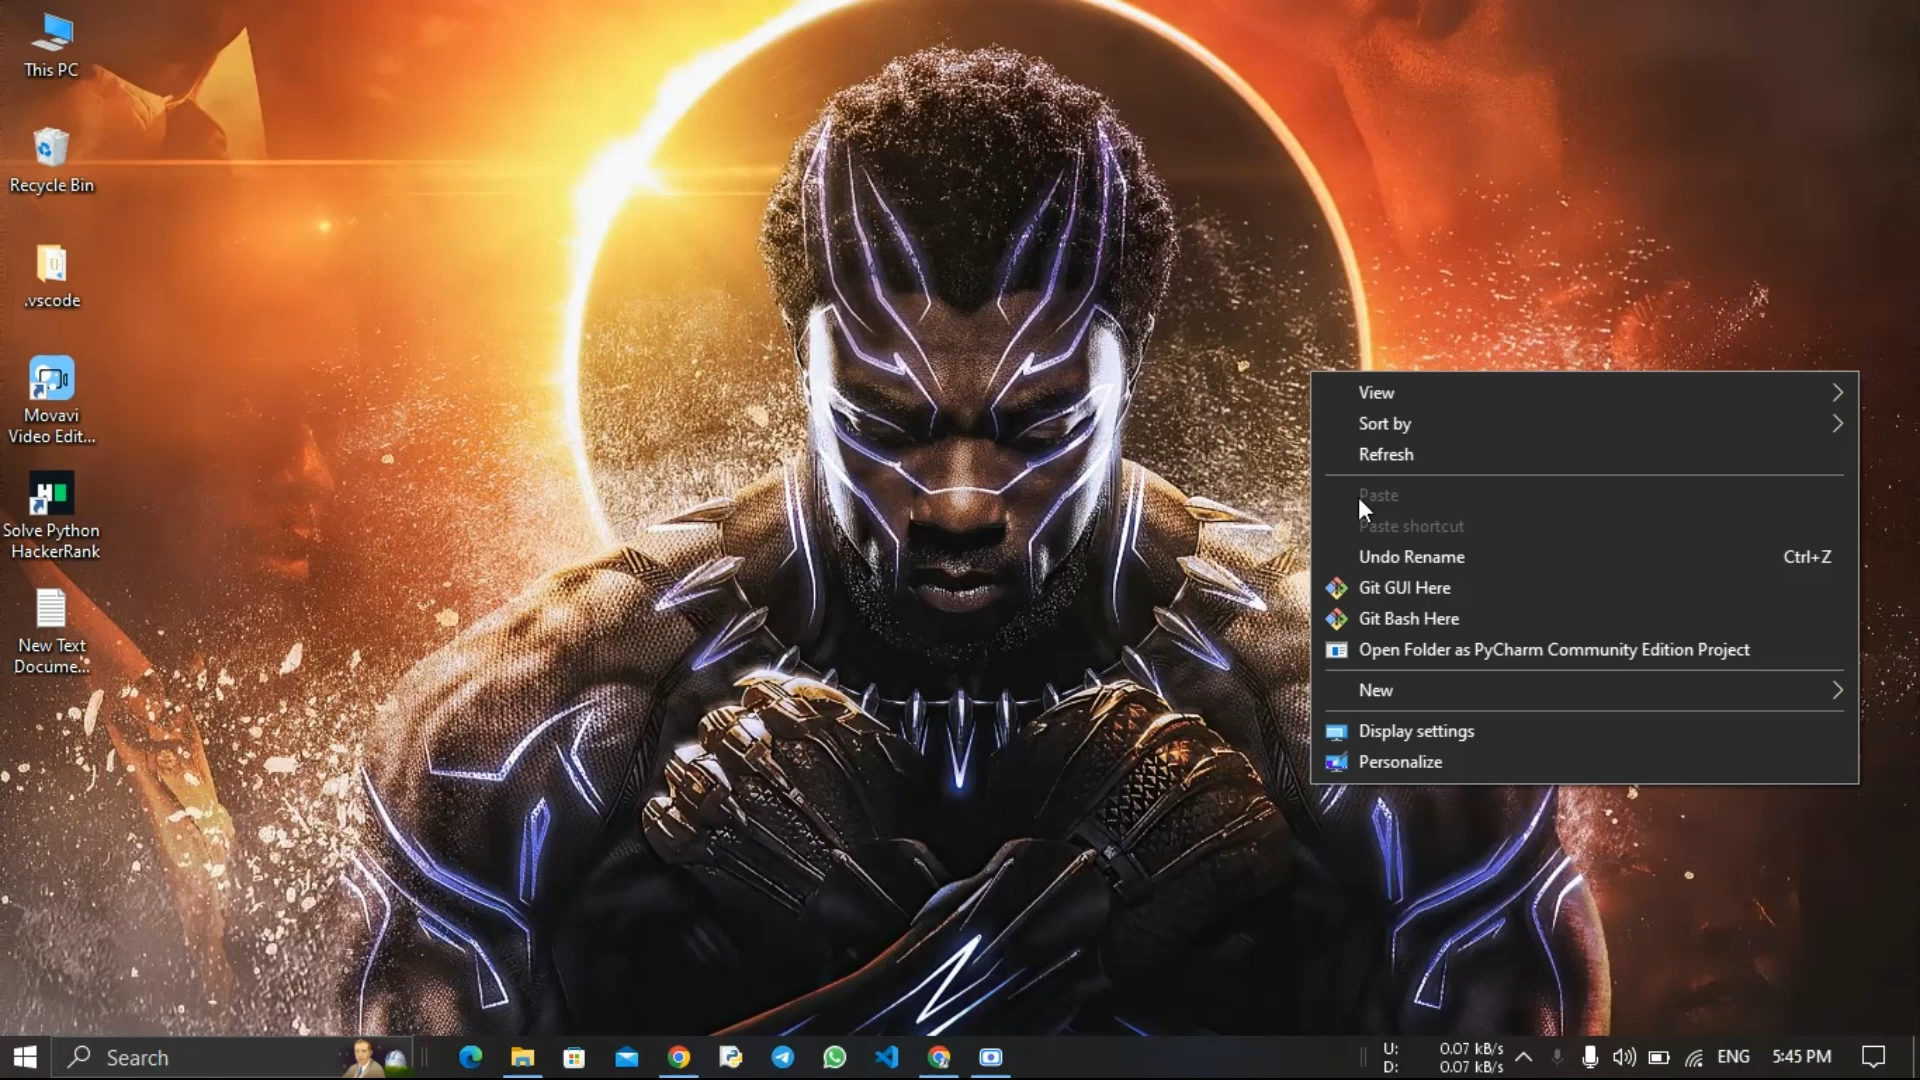 This PC
Recycle Bin
.vscode
Movavi
Video Edit...
Solve Python
HackerRank
New Text
Docume...
View
Sort by
Refresh
Paste
Paste shortcut
Undo Rename Ctrl+Z
Git GUI Here
Git Bash Here
Open Folder as PyCharm Community Edition Project
New
Display settings
Personalize
Search
U: 0.07 kB/s
D: 0.07 kB/s
ENG
5:45 PM